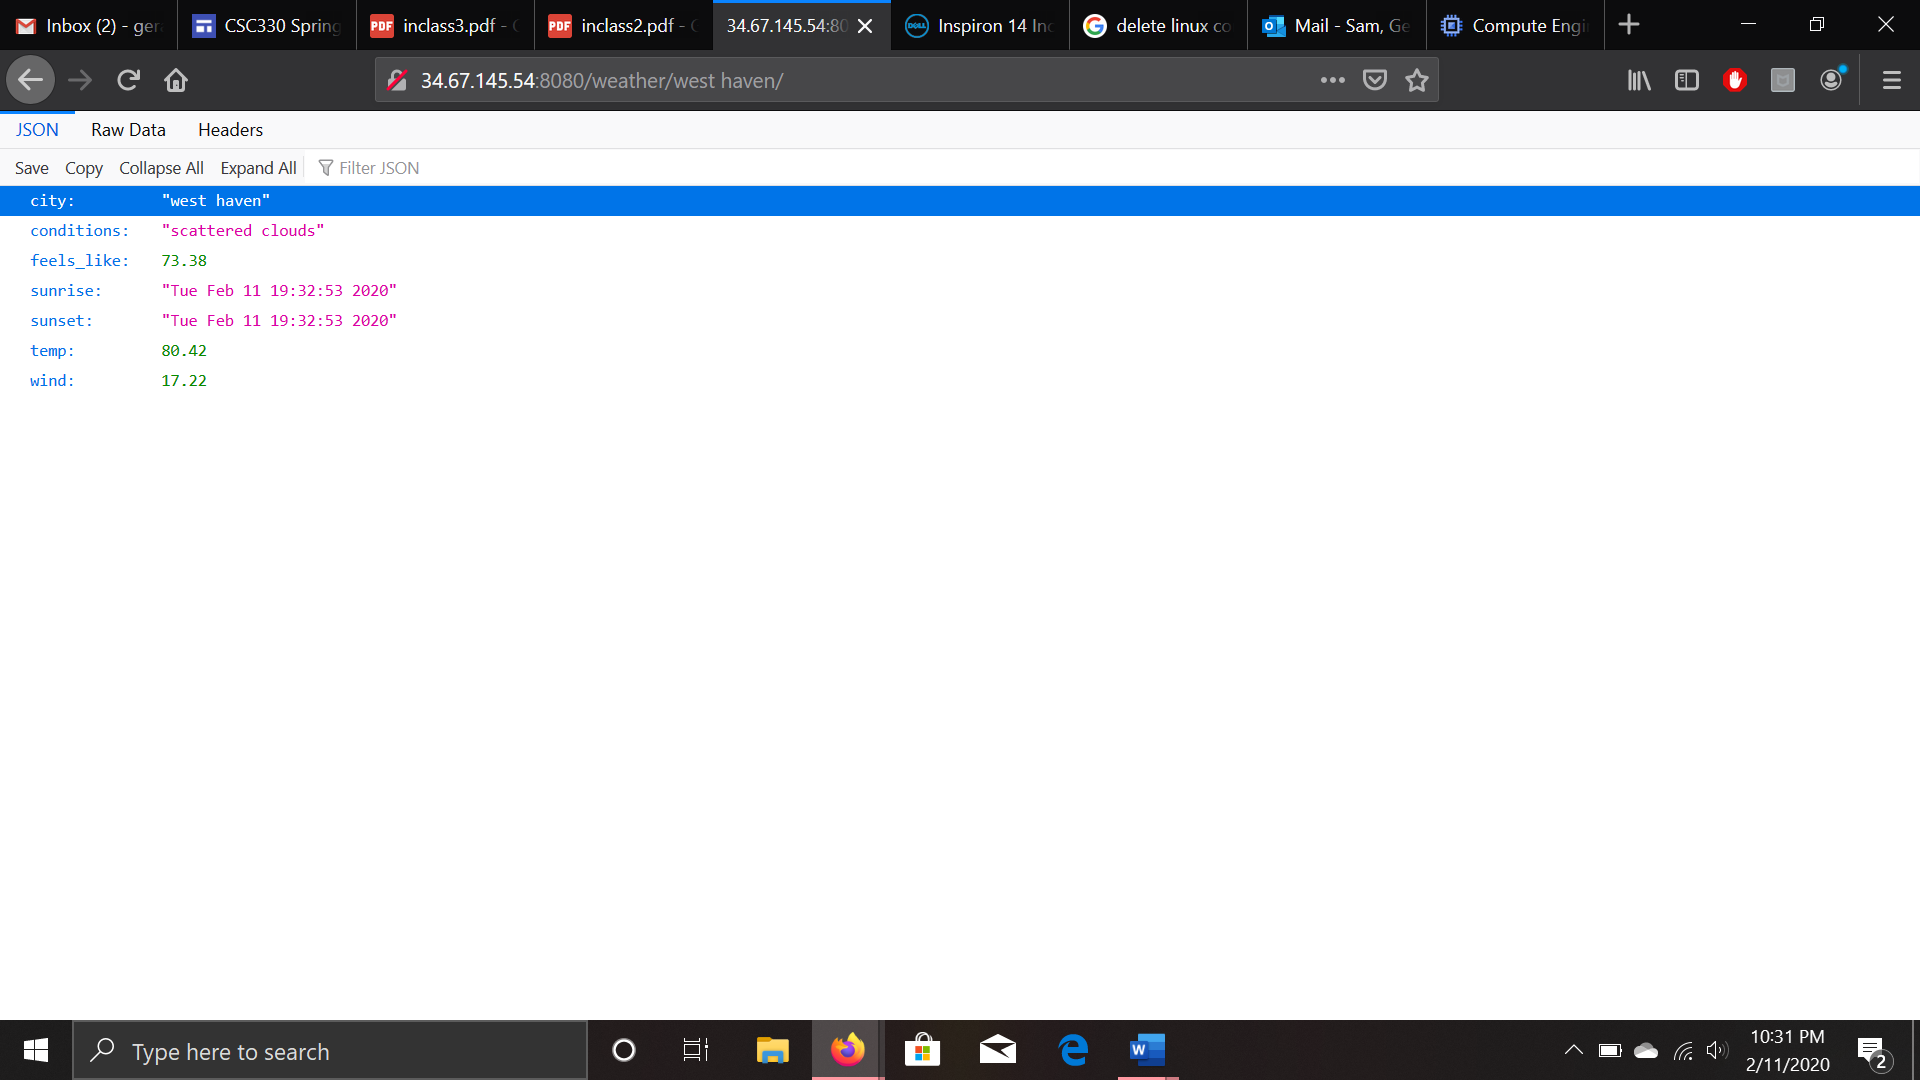 Inbox (2) - ger
CSC330 Spring
PDF inclass3.pdf - G
PDF inclass2.pdf - G
34.67.145.54:80
DELL Inspiron 14 Inc
G delete linux co
Mail - Sam, Ge
Compute Engi
34.67.145.54:8080/weather/west haven/
JSON Raw Data Headers
Save Copy Collapse All Expand All Filter JSON
city: "west haven"
conditions: "scattered clouds"
feels_like: 73.38
sunrise: "Tue Feb 11 19:32:53 2020"
sunset: "Tue Feb 11 19:32:53 2020"
temp: 80.42
wind: 17.22
Type here to search
10:31 PM
2/11/2020
2